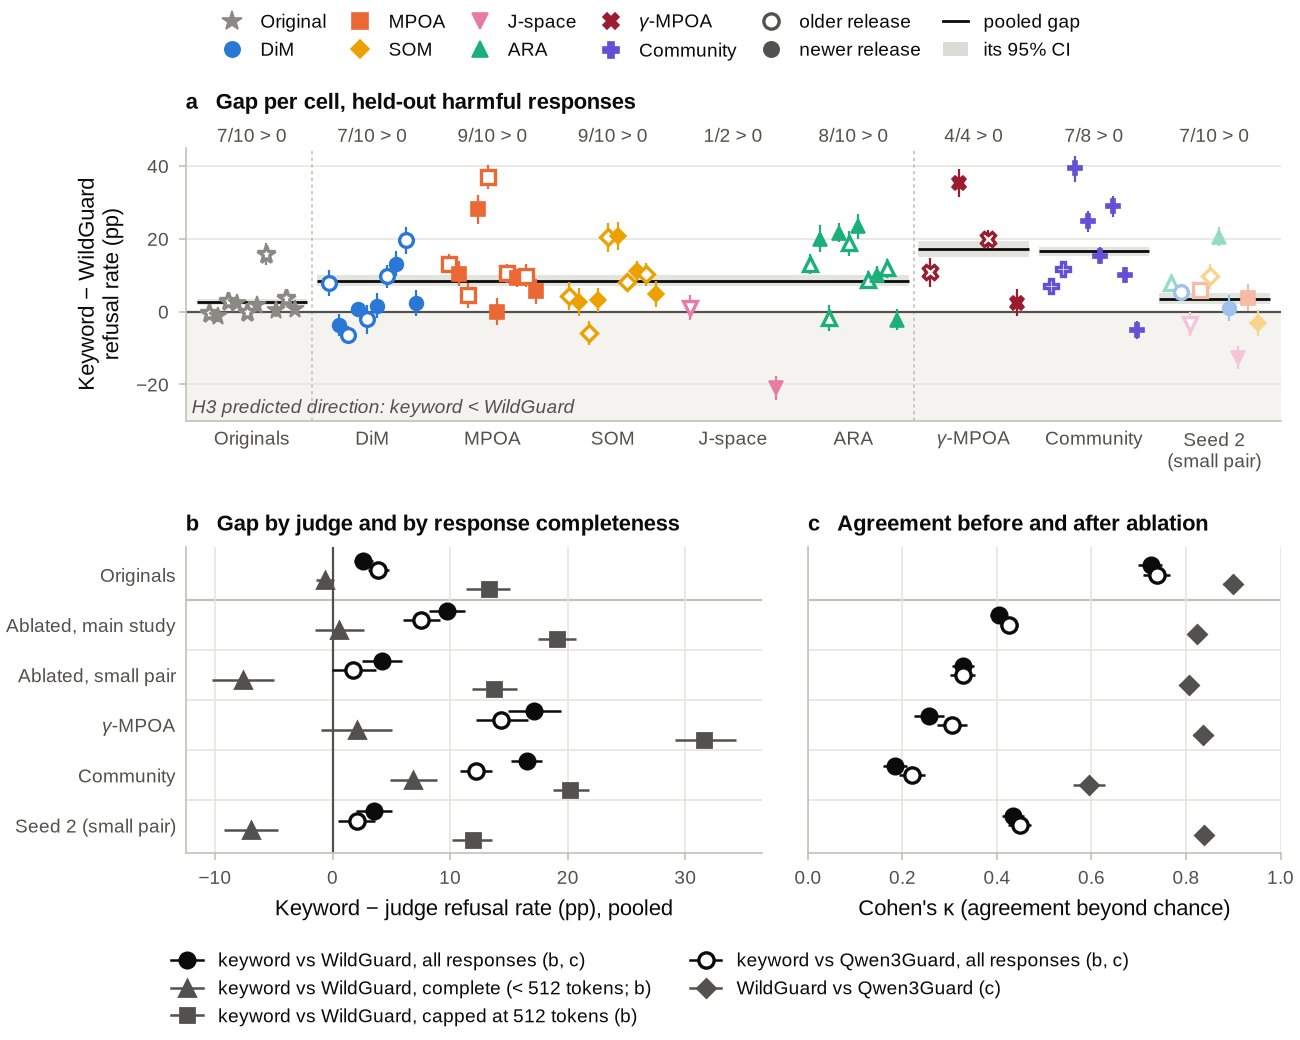 Original MPOA J-space γ-MPOA older release pooled gap
DiM SOM ARA Community newer release its 95% CI
a Gap per cell, held-out harmful responses
7/10 > 0 7/10 > 0 9/10 > 0 9/10 > 0 1/2 > 0 8/10 > 0 4/4 > 0 7/8 > 0 7/10 > 0
Keyword − WildGuard
refusal rate (pp)
40
20
0
−20
H3 predicted direction: keyword < WildGuard
Originals DiM MPOA SOM J-space ARA γ-MPOA Community Seed 2
(small pair)
b Gap by judge and by response completeness
Originals
Ablated, main study
Ablated, small pair
γ-MPOA
Community
Seed 2 (small pair)
−10 0 10 20 30
Keyword − judge refusal rate (pp), pooled
c Agreement before and after ablation
0.0 0.2 0.4 0.6 0.8 1.0
Cohen's κ (agreement beyond chance)
keyword vs WildGuard, all responses (b, c)
keyword vs WildGuard, complete (< 512 tokens; b)
keyword vs WildGuard, capped at 512 tokens (b)
keyword vs Qwen3Guard, all responses (b, c)
WildGuard vs Qwen3Guard (c)